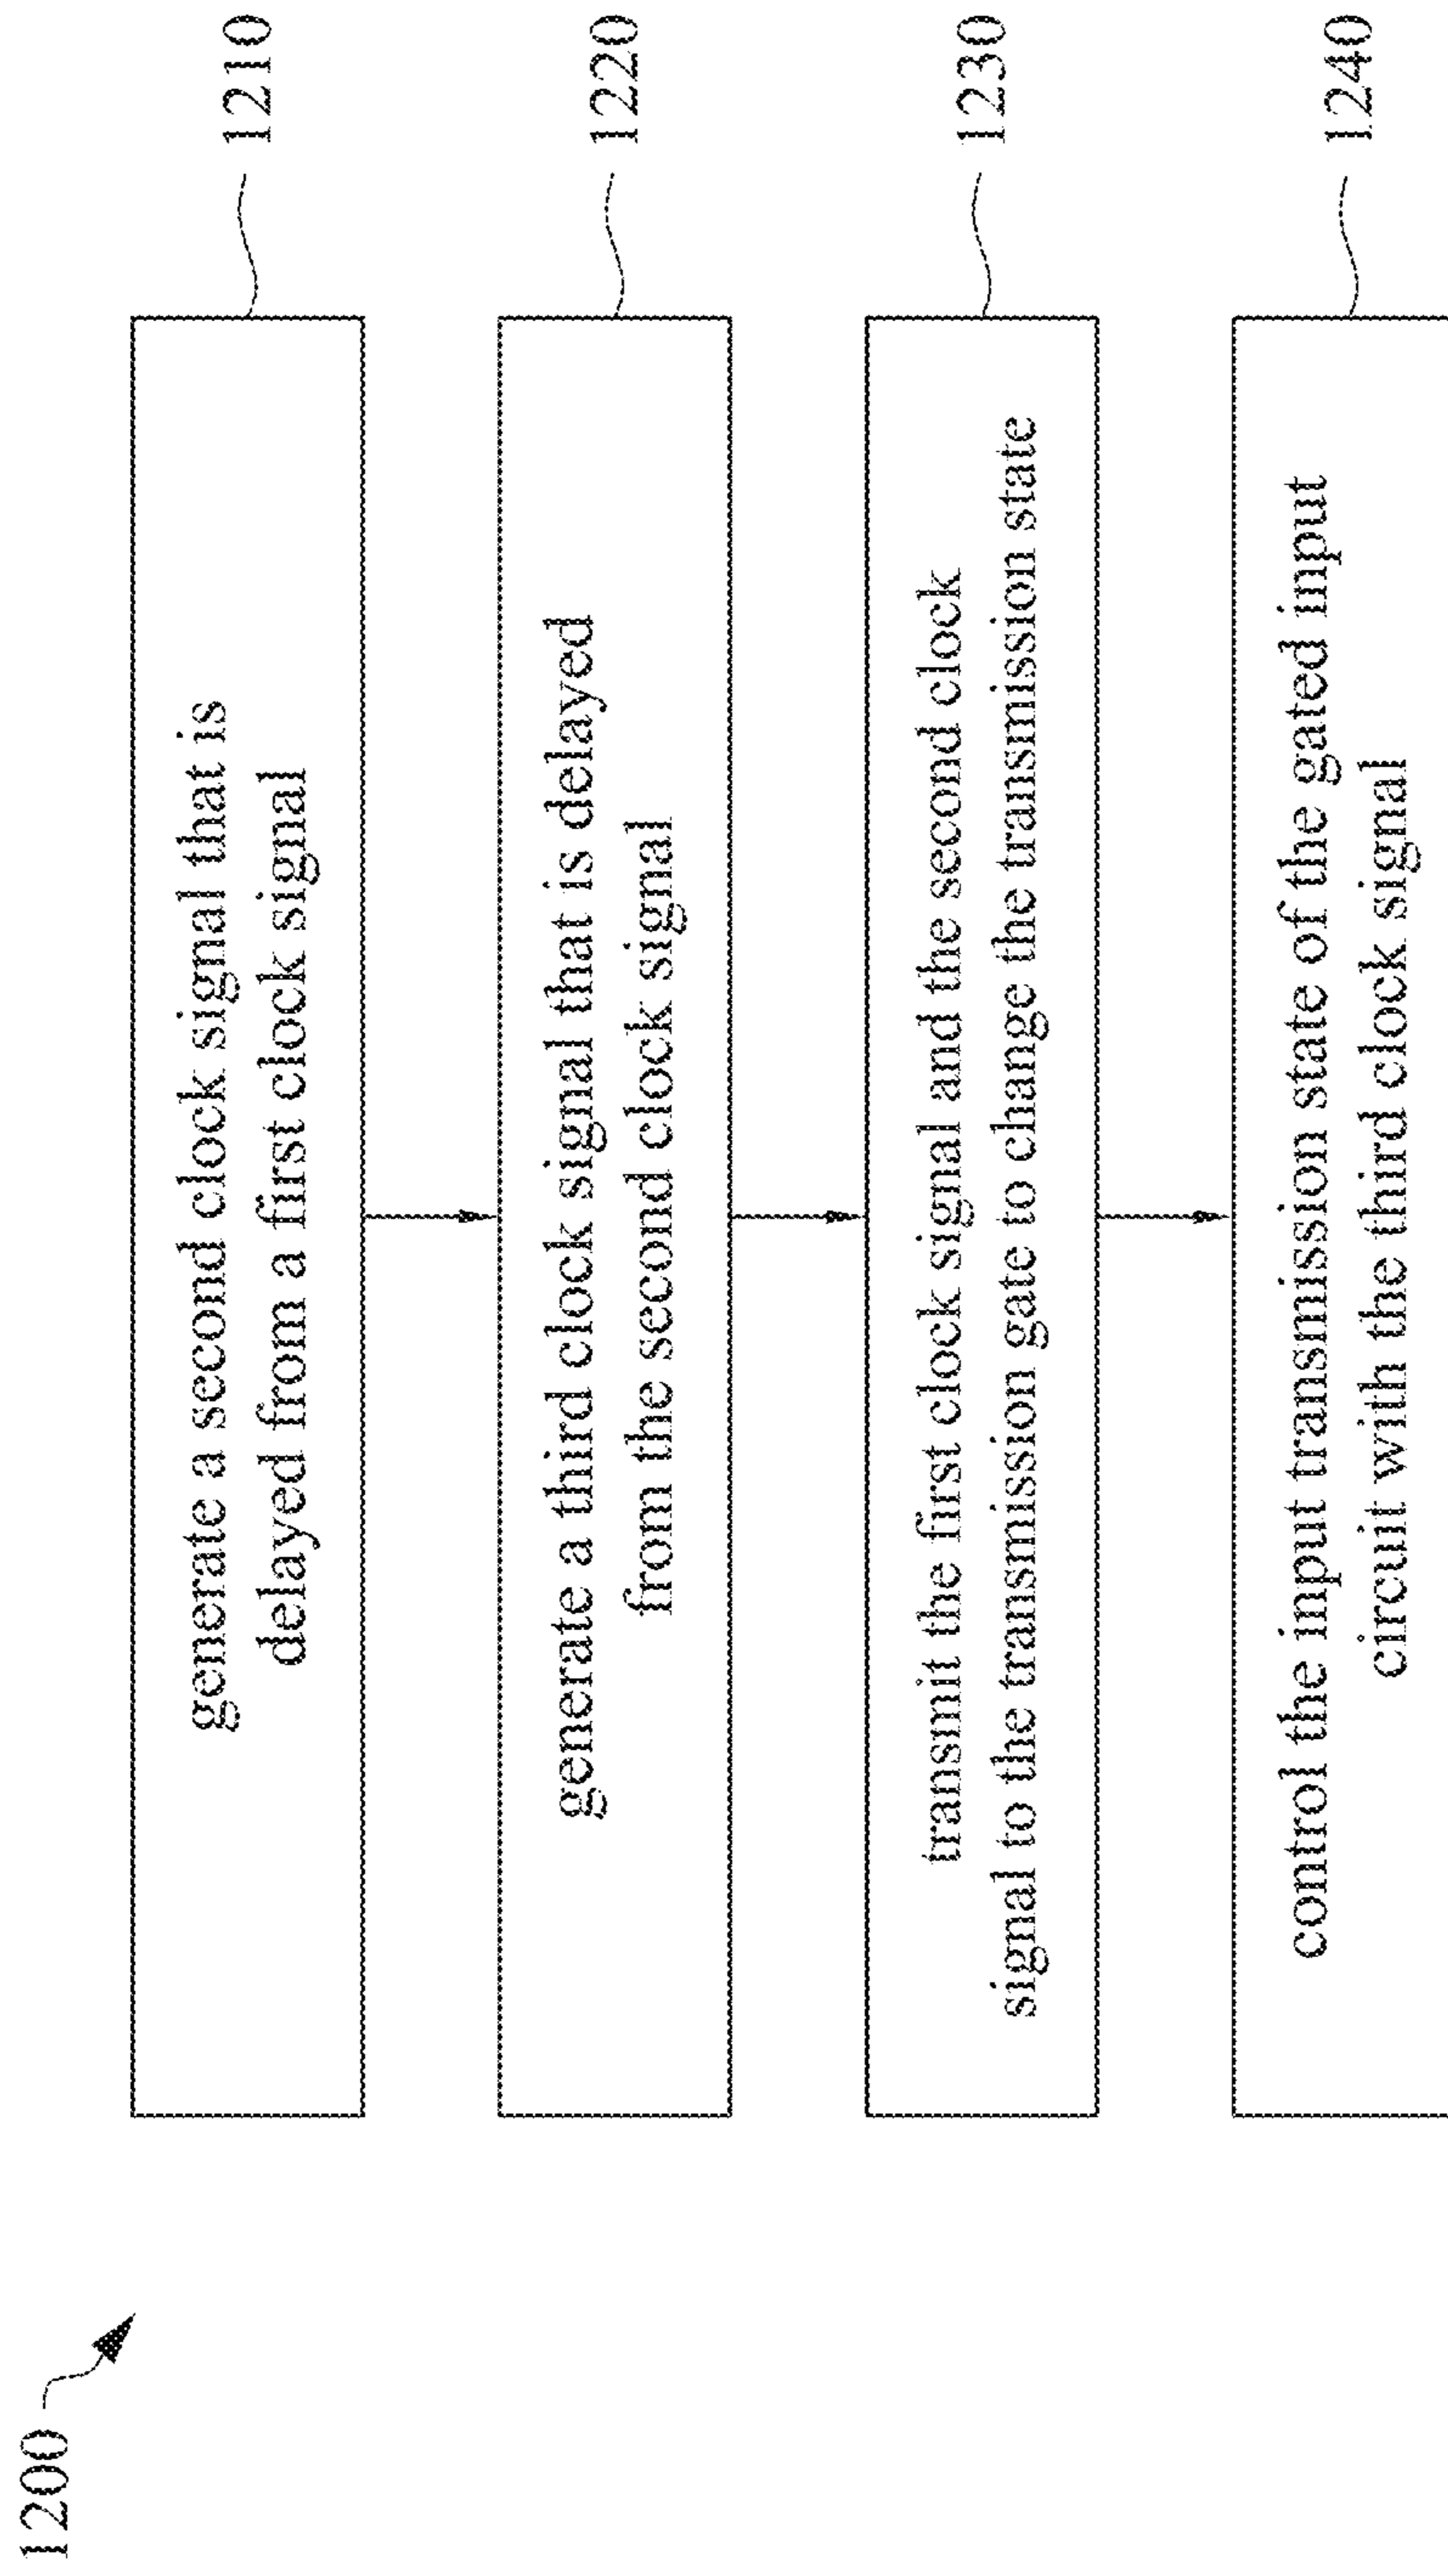 1200
generate a second clock signal that is
delayed from a first clock signal
1210
generate a third clock signal that is delayed
from the second clock signal
1220
transmit the first clock signal and the second clock
signal to the transmission gate to change the transmission state
1230
control the input transmission state of the gated input
circuit with the third clock signal
1240